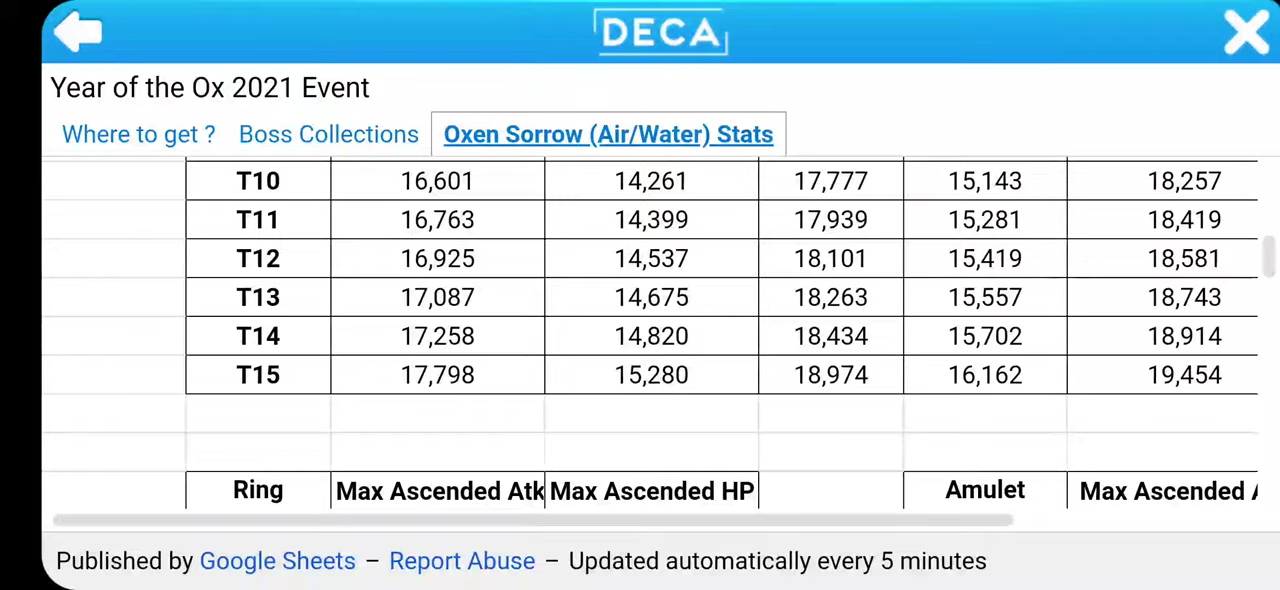 DECA
Year of the Ox 2021 Event
Where to get ? Boss Collections Oxen Sorrow (Air/Water) Stats
T10 16,601 14,261 17,777 15,143 18,257
T11 16,763 14,399 17,939 15,281 18,419
T12 16,925 14,537 18,101 15,419 18,581
T13 17,087 14,675 18,263 15,557 18,743
T14 17,258 14,820 18,434 15,702 18,914
T15 17,798 15,280 18,974 16,162 19,454
Ring Max Ascended Atk Max Ascended HP Amulet Max Ascended
Published by Google Sheets – Report Abuse – Updated automatically every 5 minutes